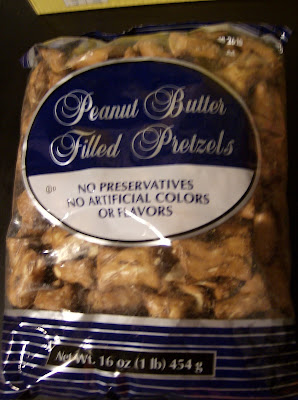 Peanut Butter
Filled Pretzels
NO PRESERVATIVES
NO ARTIFICIAL COLORS
OR FLAVORS
Net Wt. 16 oz (1 lb) 454 g